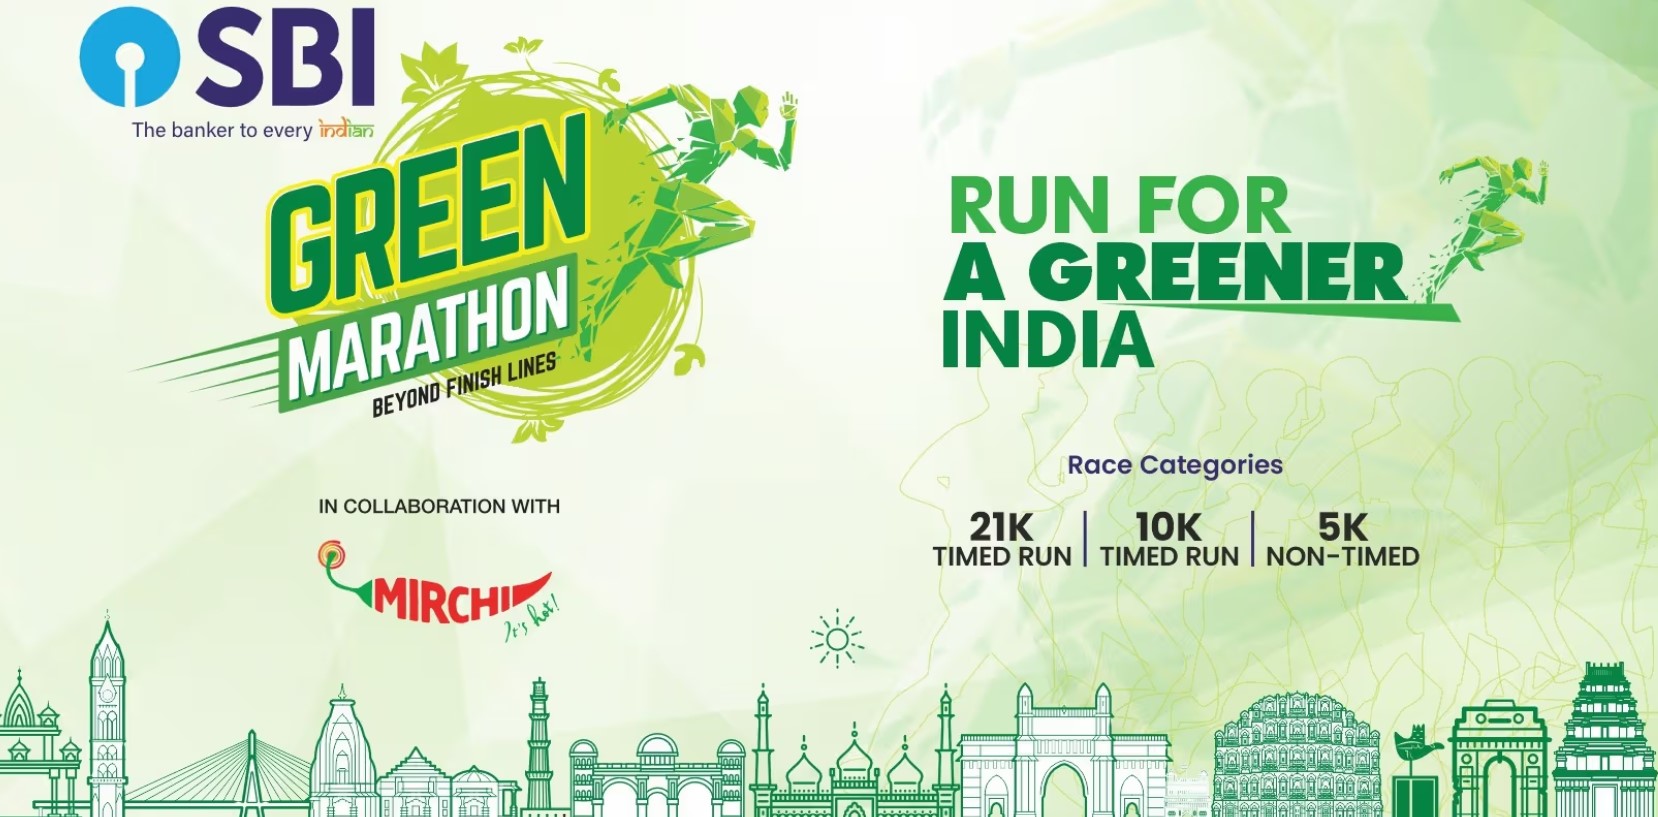 SBI
The banker to every indian
GREEN
MARATHON
BEYOND FINISH LINES
IN COLLABORATION WITH
MIRCHI
It's hot!
RUN FOR
A GREENER
INDIA
Race Categories
21K
TIMED RUN
10K
TIMED RUN
5K
NON-TIMED